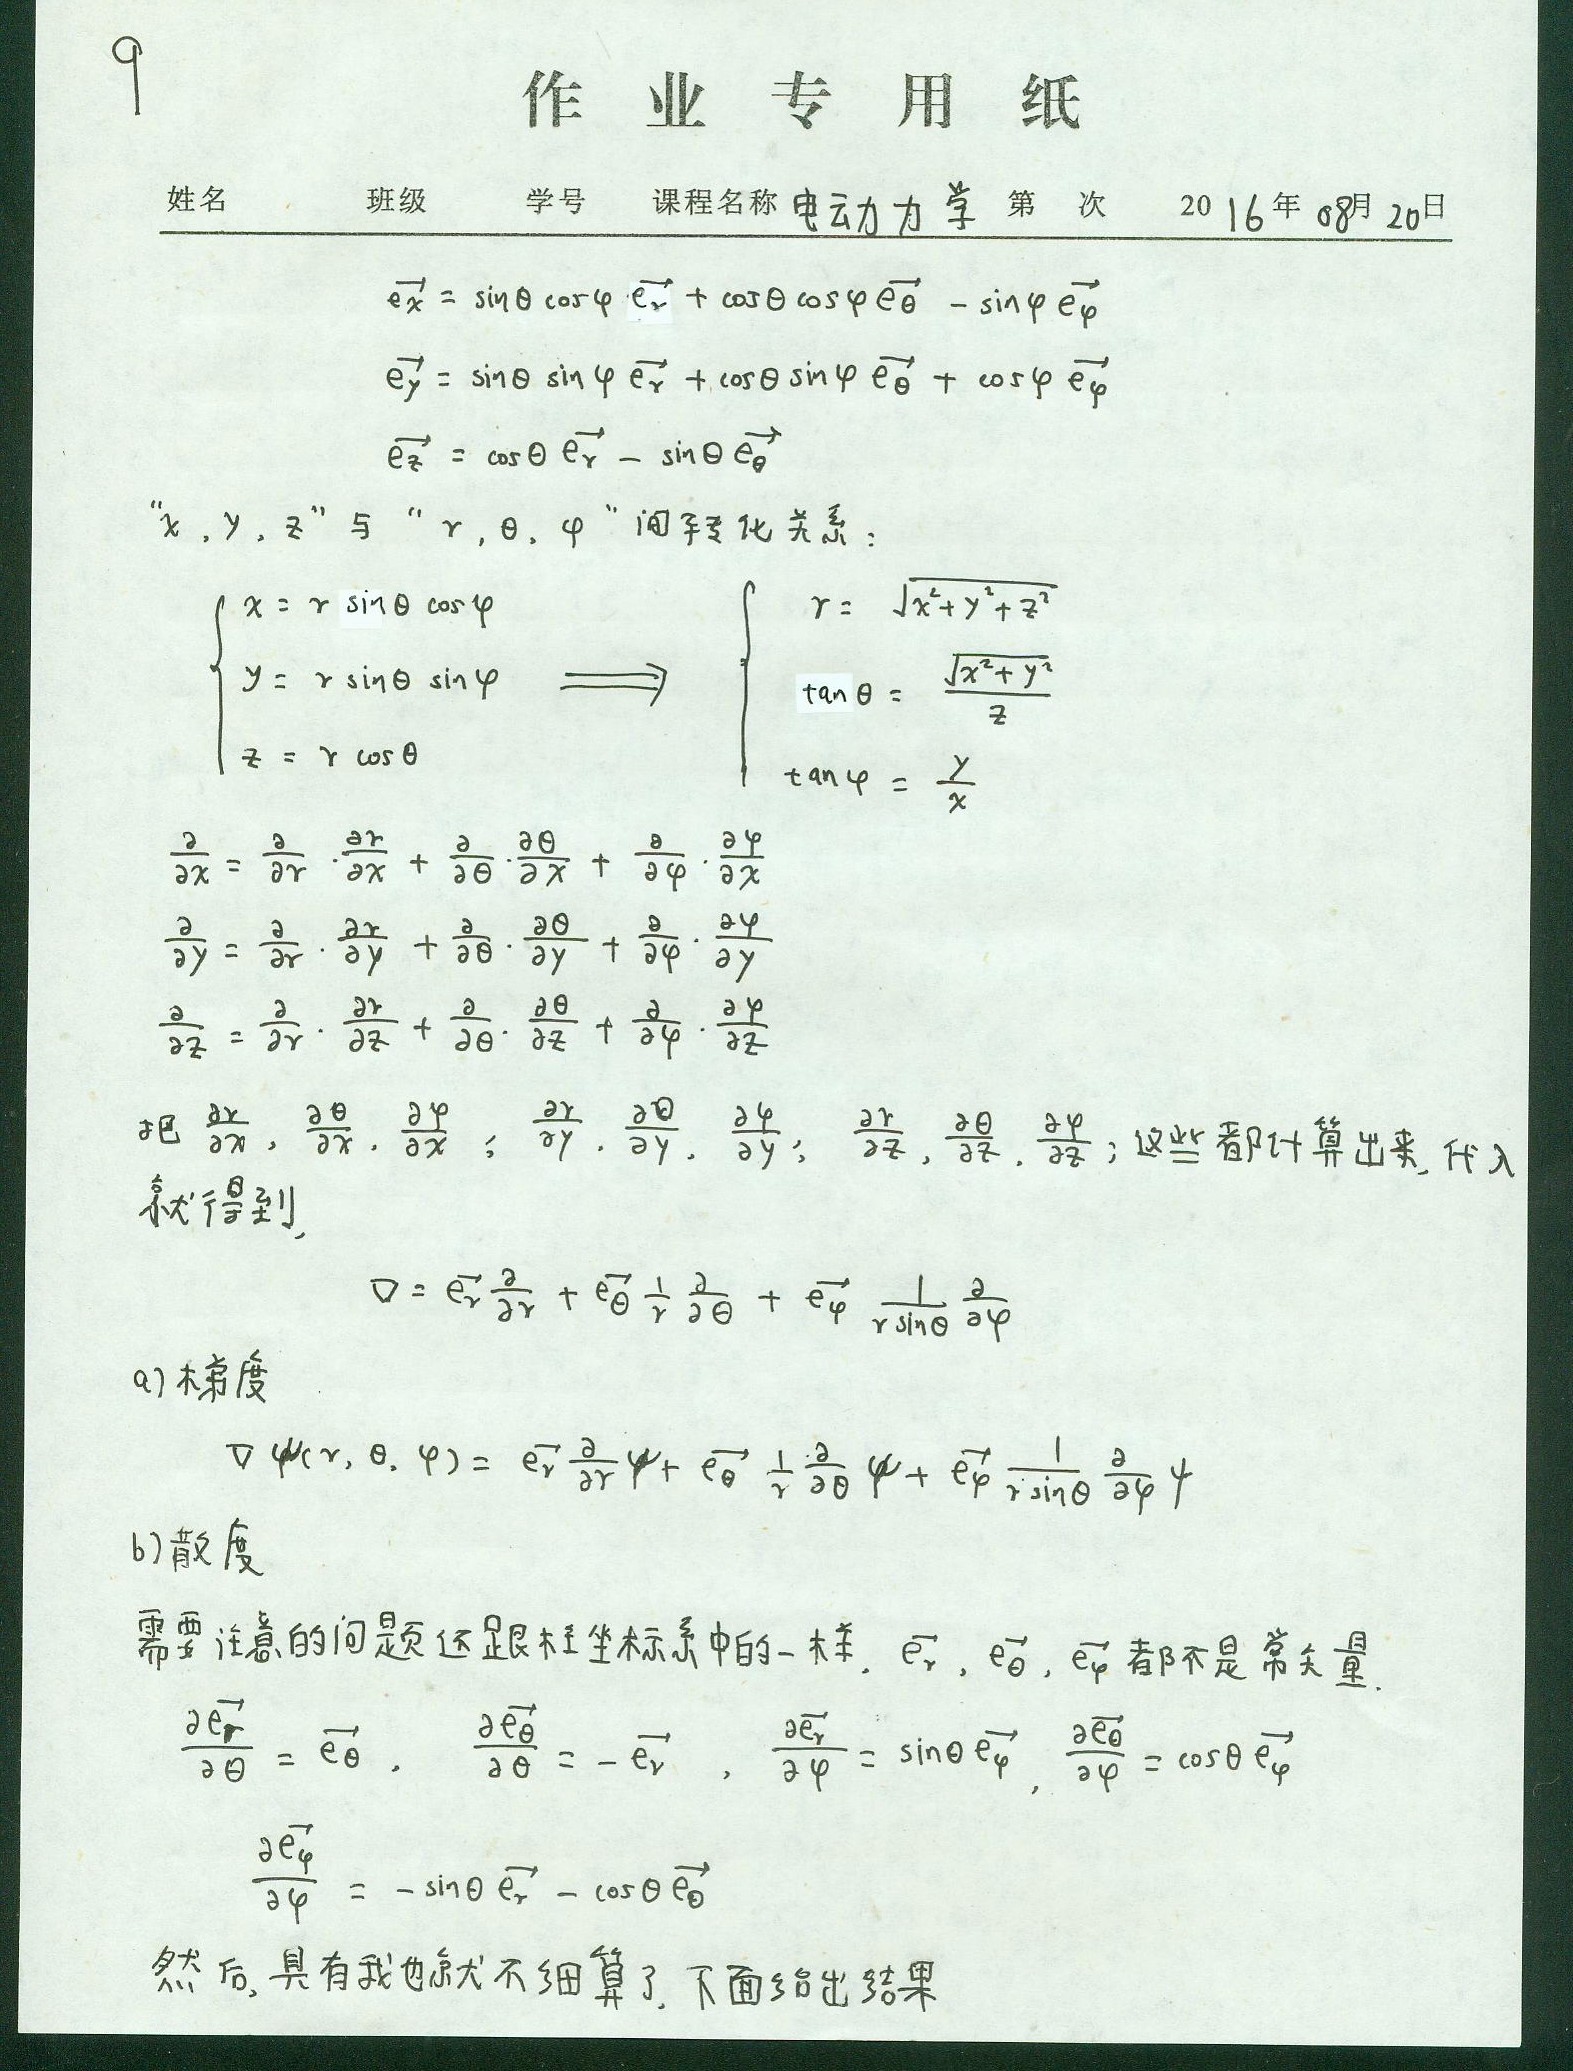 9
作业专用纸
姓名 班级 学号 课程名称 电动力力学 第 次 2016年08月20日
$\vec{e_x} = \sin\theta \cos\varphi \, \vec{e_r} + \cos\theta \cos\varphi \, \vec{e_\theta} - \sin\varphi \, \vec{e_\varphi}$
$\vec{e_y} = \sin\theta \sin\varphi \, \vec{e_r} + \cos\theta \sin\varphi \, \vec{e_\theta} + \cos\varphi \, \vec{e_\varphi}$
$\vec{e_z} = \cos\theta \, \vec{e_r} - \sin\theta \, \vec{e_\theta}$
"x, y, z" 与 "r, θ, φ" 间转化关系：
$\begin{cases} x = r \sin\theta \cos\varphi \\ y = r \sin\theta \sin\varphi \\ z = r \cos\theta \end{cases} \Longrightarrow \begin{cases} r = \sqrt{x^2+y^2+z^2} \\ \tan\theta = \frac{\sqrt{x^2+y^2}}{z} \\ \tan\varphi = \frac{y}{x} \end{cases}$
$\frac{\partial}{\partial x} = \frac{\partial}{\partial r} \cdot \frac{\partial r}{\partial x} + \frac{\partial}{\partial \theta} \cdot \frac{\partial \theta}{\partial x} + \frac{\partial}{\partial \varphi} \cdot \frac{\partial \varphi}{\partial x}$
$\frac{\partial}{\partial y} = \frac{\partial}{\partial r} \cdot \frac{\partial r}{\partial y} + \frac{\partial}{\partial \theta} \cdot \frac{\partial \theta}{\partial y} + \frac{\partial}{\partial \varphi} \cdot \frac{\partial \varphi}{\partial y}$
$\frac{\partial}{\partial z} = \frac{\partial}{\partial r} \cdot \frac{\partial r}{\partial z} + \frac{\partial}{\partial \theta} \cdot \frac{\partial \theta}{\partial z} + \frac{\partial}{\partial \varphi} \cdot \frac{\partial \varphi}{\partial z}$
把 $\frac{\partial r}{\partial x}, \frac{\partial \theta}{\partial x}, \frac{\partial \varphi}{\partial x}; \frac{\partial r}{\partial y}, \frac{\partial \theta}{\partial y}, \frac{\partial \varphi}{\partial y}; \frac{\partial r}{\partial z}, \frac{\partial \theta}{\partial z}, \frac{\partial \varphi}{\partial z};$ 这些都计算出来, 代入
就得到,
$\nabla = \vec{e_r} \frac{\partial}{\partial r} + \vec{e_\theta} \frac{1}{r} \frac{\partial}{\partial \theta} + \vec{e_\varphi} \frac{1}{r\sin\theta} \frac{\partial}{\partial \varphi}$
a) 梯度
$\nabla \psi(r, \theta, \varphi) = \vec{e_r} \frac{\partial}{\partial r} \psi + \vec{e_\theta} \frac{1}{r} \frac{\partial}{\partial \theta} \psi + \vec{e_\varphi} \frac{1}{r\sin\theta} \frac{\partial}{\partial \varphi} \psi$
b) 散度
需要注意的问题还跟柱坐标系中的一样, $\vec{e_r}, \vec{e_\theta}, \vec{e_\varphi}$ 都不是常矢量.
$\frac{\partial \vec{e_r}}{\partial \theta} = \vec{e_\theta}, \frac{\partial \vec{e_\theta}}{\partial \theta} = -\vec{e_r}, \frac{\partial \vec{e_r}}{\partial \varphi} = \sin\theta \, \vec{e_\varphi}, \frac{\partial \vec{e_\theta}}{\partial \varphi} = \cos\theta \, \vec{e_\varphi}$
$\frac{\partial \vec{e_\varphi}}{\partial \varphi} = -\sin\theta \, \vec{e_r} - \cos\theta \, \vec{e_\theta}$
然后, 具有我也就不细算了, 下面给出结果